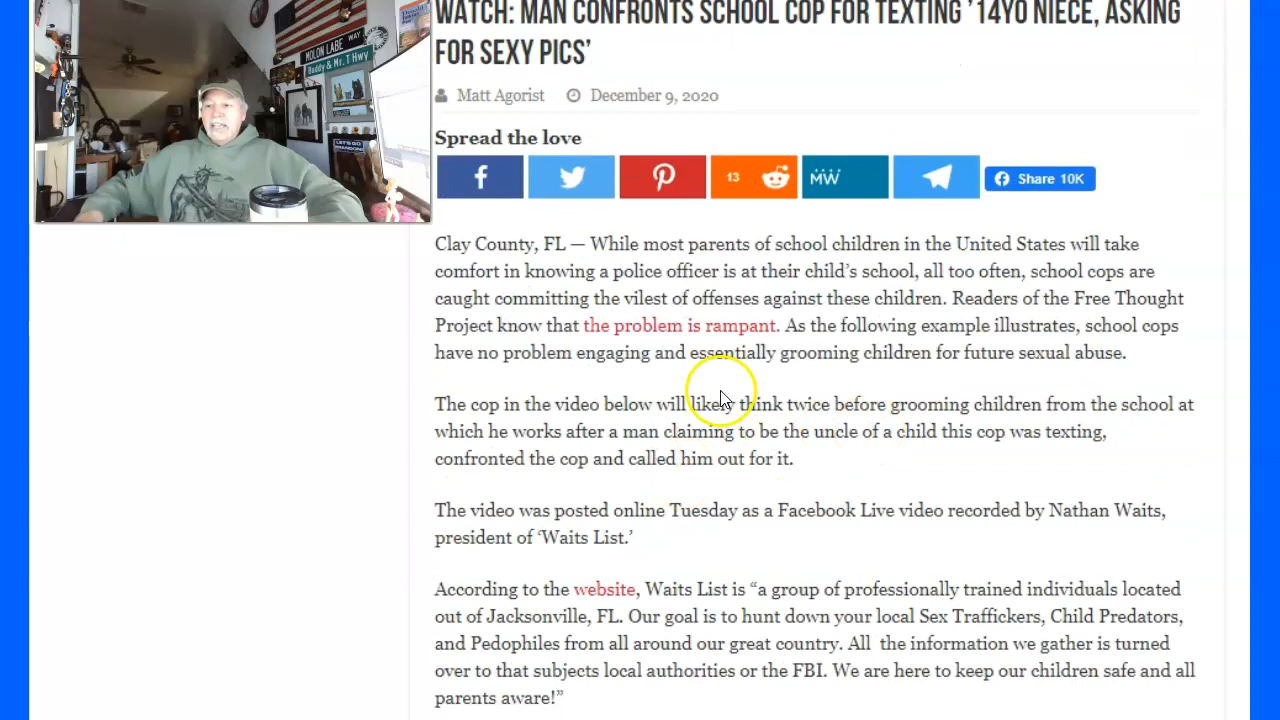 WATCH: MAN CONFRONTS SCHOOL COP FOR TEXTING '14YO NIECE, ASKING
FOR SEXY PICS'
Matt Agorist December 9, 2020
Spread the love
13 MW Share 10K
Clay County, FL — While most parents of school children in the United States will take
comfort in knowing a police officer is at their child's school, all too often, school cops are
caught committing the vilest of offenses against these children. Readers of the Free Thought
Project know that the problem is rampant. As the following example illustrates, school cops
have no problem engaging and essentially grooming children for future sexual abuse.
The cop in the video below will likely think twice before grooming children from the school at
which he works after a man claiming to be the uncle of a child this cop was texting,
confronted the cop and called him out for it.
The video was posted online Tuesday as a Facebook Live video recorded by Nathan Waits,
president of 'Waits List.'
According to the website, Waits List is “a group of professionally trained individuals located
out of Jacksonville, FL. Our goal is to hunt down your local Sex Traffickers, Child Predators,
and Pedophiles from all around our great country. All the information we gather is turned
over to that subjects local authorities or the FBI. We are here to keep our children safe and all
parents aware!”
MOLON LABE WAY
Buddy & Mr. T Hwy
LET'S GO
BRANDON